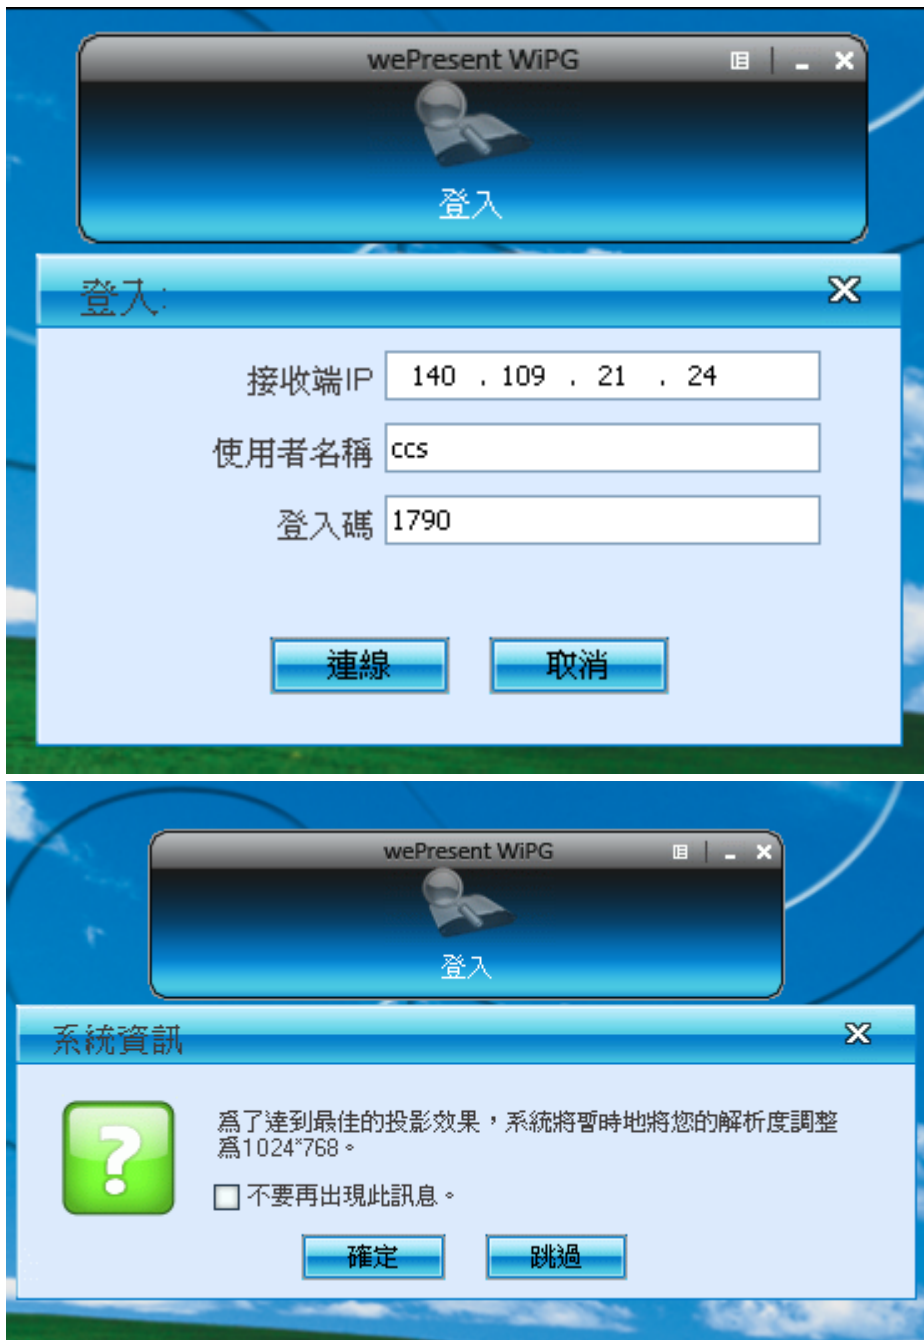 wePresent WiPG
登入
登入:
接收端IP 140 . 109 . 21 . 24
使用者名稱 ccs
登入碼 1790
連線 取消
wePresent WiPG
登入
系統資訊
為了達到最佳的投影效果，系統將暫時地將您的解析度調整
為1024*768。
不要再出現此訊息。
確定 跳過